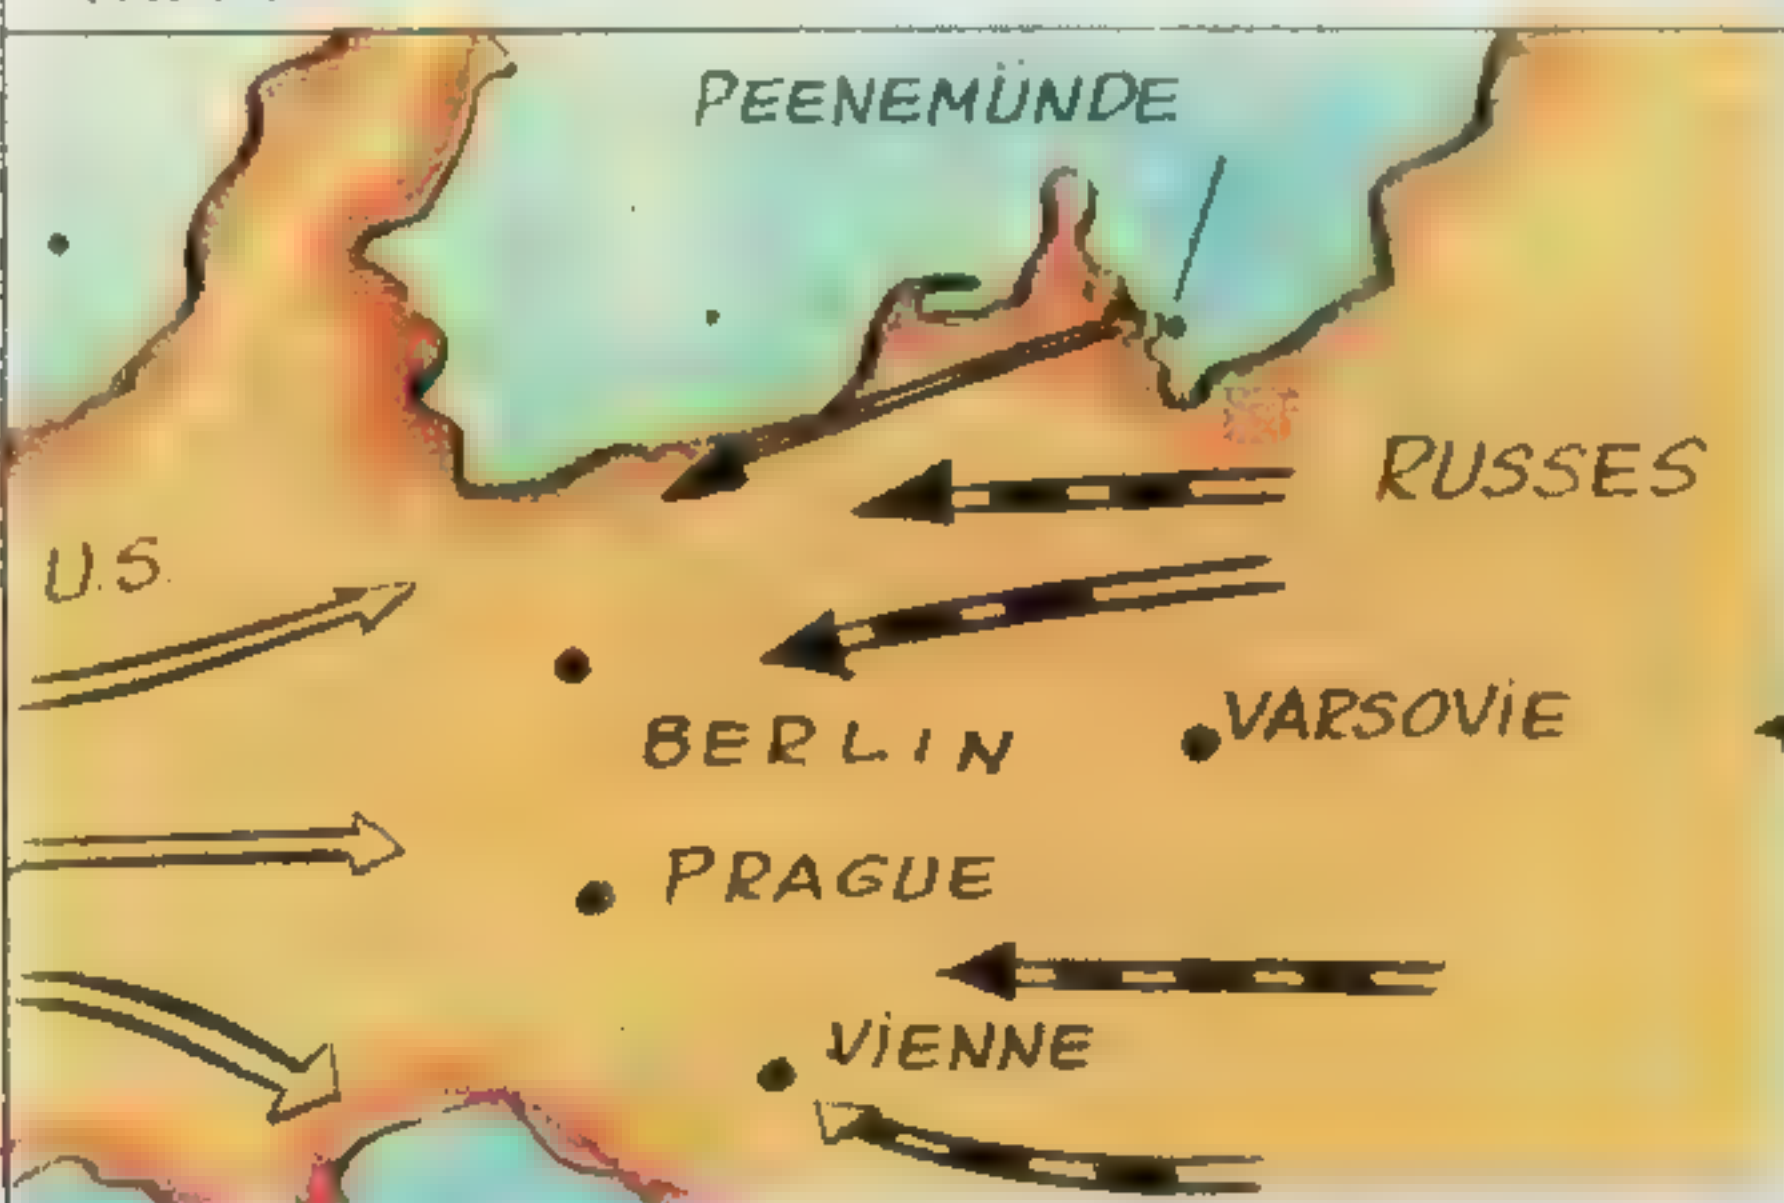 PEENEMÜNDE
RUSSES
U.S.
VARSOViE
BERLIN
PRAGUE
ViENNE